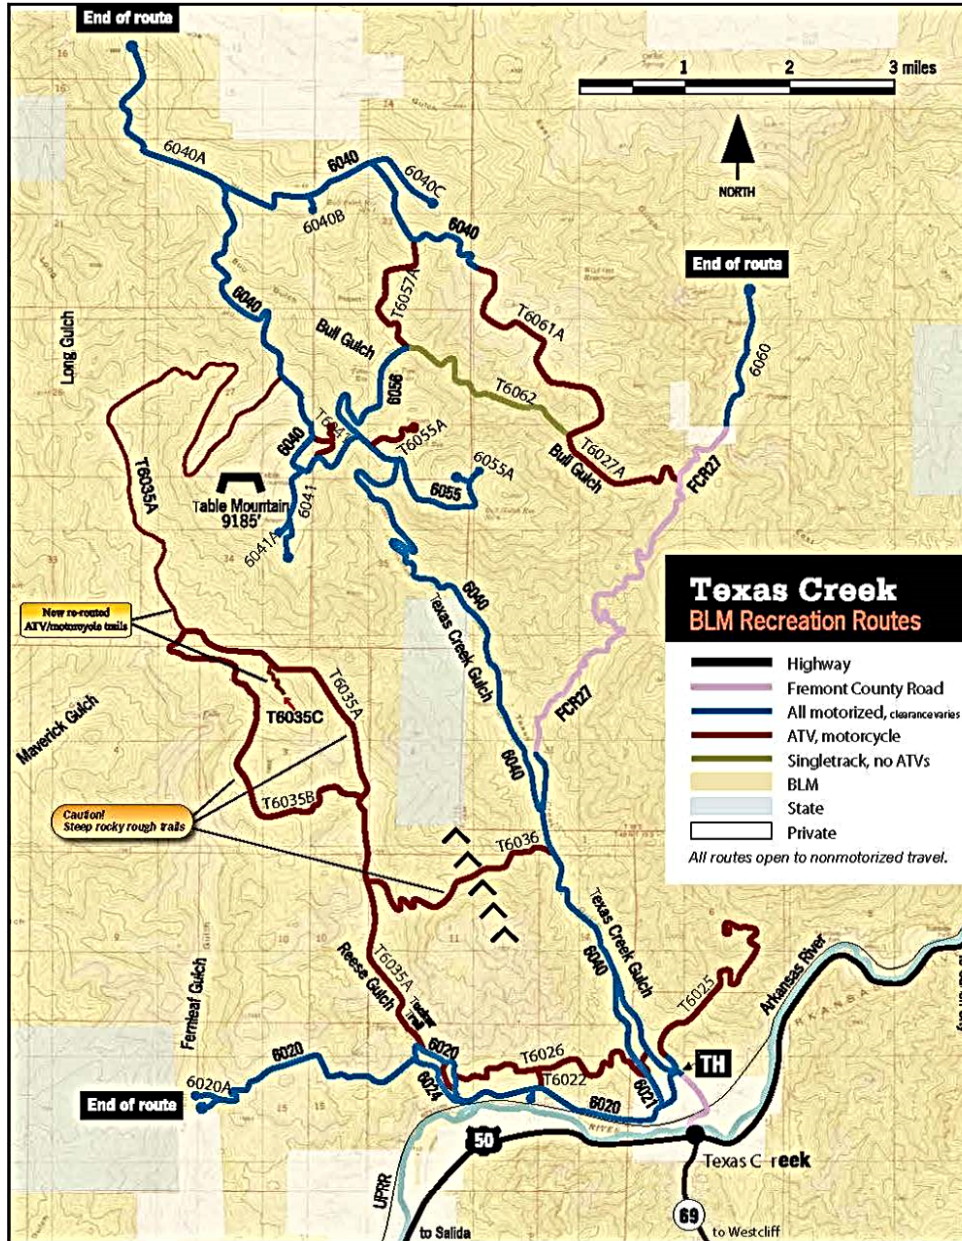 End of route
1
2
3 miles
NORTH
6040A
6040
6040C
6040B
6040
End of route
T6057A
6040
T6061A
Bull Gulch
6060
Long Gulch
6056
T6062
T6055A
6040
T6027A
Bull Gulch
FCR27
6055A
6055
T6035A
Table Mountain
9185'
6041
6041A
New re-routed
ATV/motorcycle trails
6040
Texas Creek Gulch
T6035A
T6035C
FCR27
Maverick Gulch
6040
T6035B
Caution!
Steep rocky rough trails
T6036
Texas Creek
BLM Recreation Routes
Highway
Fremont County Road
All motorized, clearance varies
ATV, motorcycle
Singletrack, no ATVs
BLM
State
Private
All routes open to nonmotorized travel.
Texas Creek Gulch
6040
T6035A
Reese Gulch
T6025
Arkansas River
ARKANSAS
Fernleaf Gulch
6020
6020
T6026
T6022
6021
TH
6024
6020
6020A
End of route
RIVER
50
Texas C reek
UPRR
69
to Salida
to Westcliff